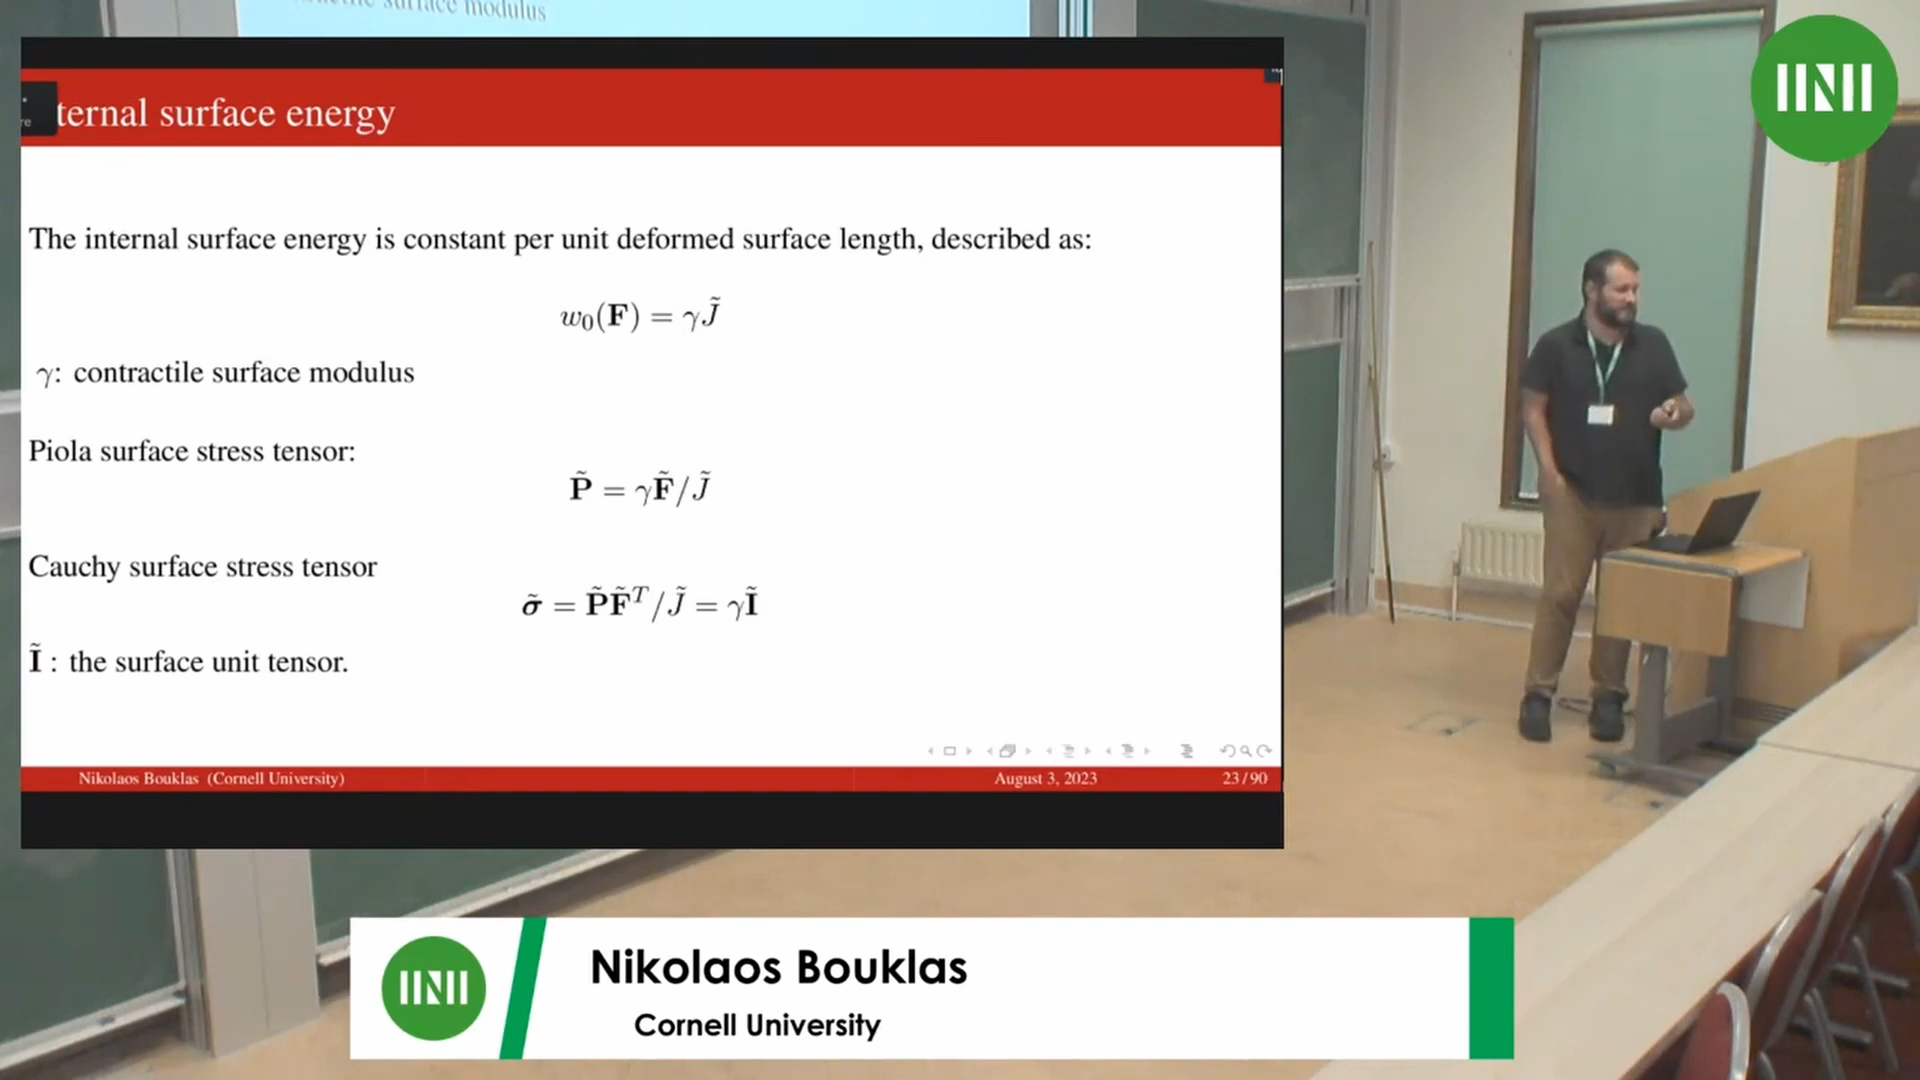 surface modulus
ternal surface energy
The internal surface energy is constant per unit deformed surface length, described as:
w₀(𝐅) = γJ̃
γ: contractile surface modulus
Piola surface stress tensor:
𝐏̃ = γ𝐅̃/J̃
Cauchy surface stress tensor
𝛔̃ = 𝐏̃𝐅̃ᵀ/J̃ = γ𝐈̃
𝐈̃ : the surface unit tensor.
Nikolaos Bouklas (Cornell University) August 3, 2023 23/90
Nikolaos Bouklas
Cornell University